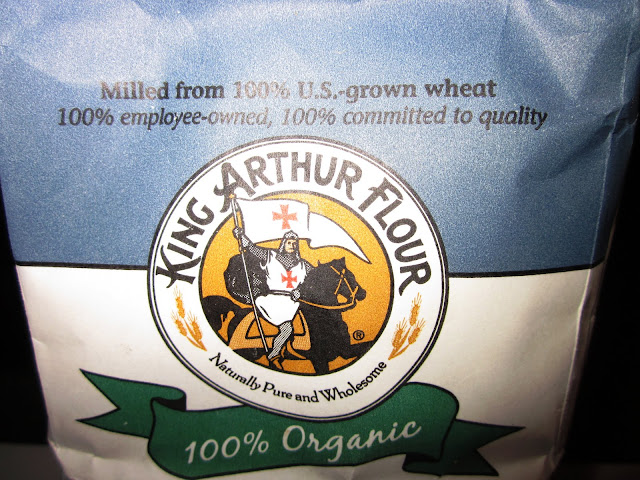 Milled from 100% U.S.-grown wheat
100% employee-owned, 100% committed to quality
KING ARTHUR FLOUR
®
Naturally Pure and Wholesome
100% Organic